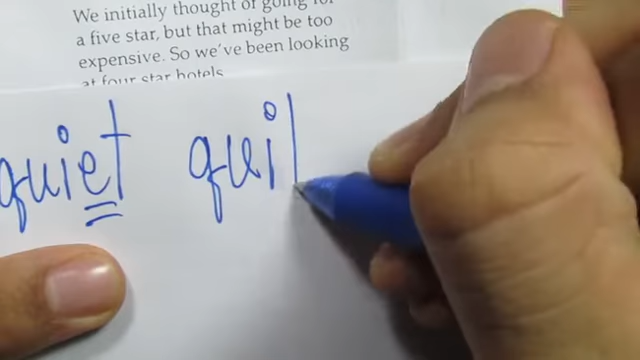 We initially thought of going for
a five star, but that might be too
expensive. So we've been looking
at four star hotels
quiet quil